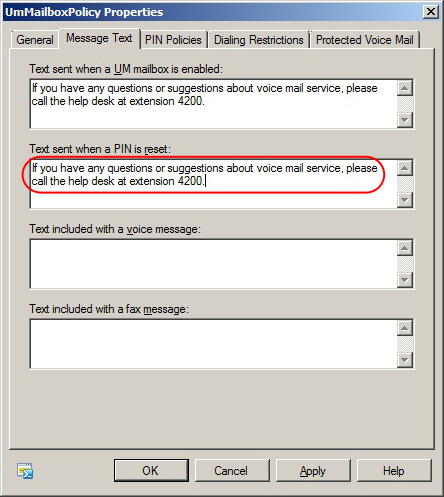 UmMailboxPolicy Properties
General Message Text PIN Policies Dialing Restrictions Protected Voice Mail
Text sent when a UM mailbox is enabled:
If you have any questions or suggestions about voice mail service, please
call the help desk at extension 4200.
Text sent when a PIN is reset:
If you have any questions or suggestions about voice mail service, please
call the help desk at extension 4200.
Text included with a voice message:
Text included with a fax message:
OK Cancel Apply Help